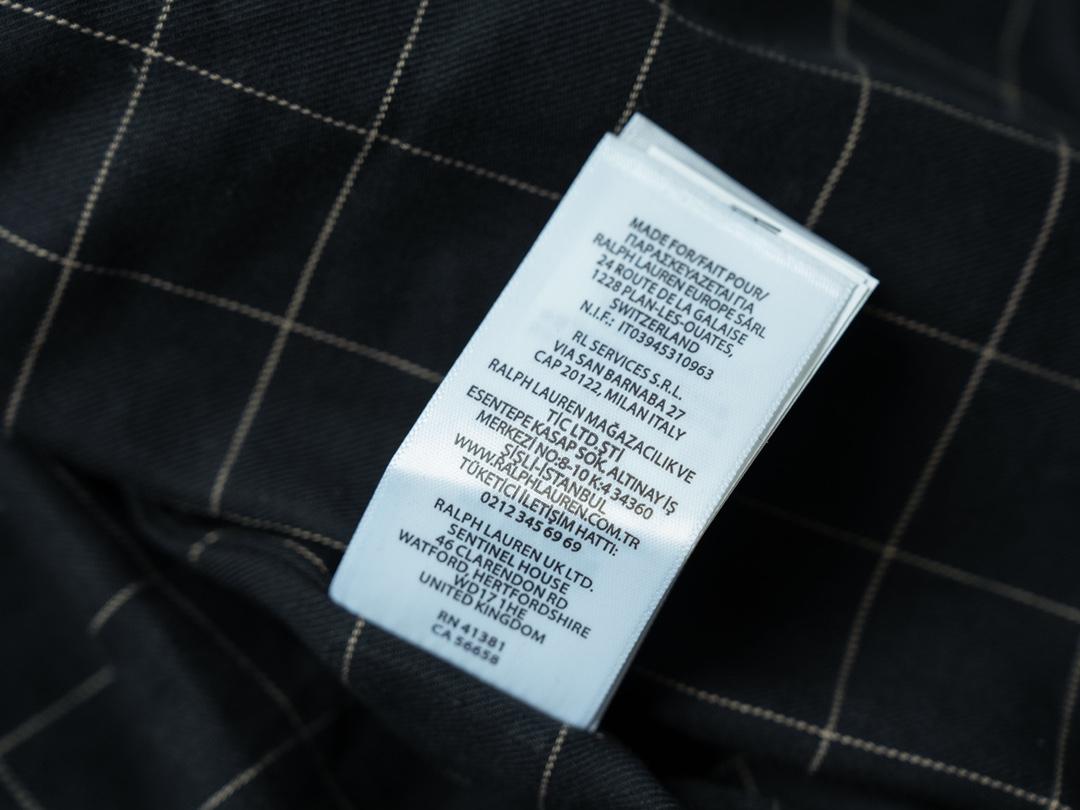 MADE FOR/FAIT POUR/
ΠΑΡΑΣΚΕΥΑΖΕΤΑΙ ΓΙΑ
RALPH LAUREN EUROPE SÀRL
24 ROUTE DE LA GALAISE
1228 PLAN-LES-OUATES,
SWITZERLAND
N.I.F.: IT03945310963
RL SERVICES S.R.L.
VIA SAN BARNABA 27
CAP 20122, MILAN ITALY
RALPH LAUREN MAĞAZACILIK VE
TİC LTD. ŞTİ
ESENTEPE KASAP SOK. ALTINAY İŞ
MERKEZİ NO:8-10 K:4 34360
ŞİŞLİ-İSTANBUL
WWW.RALPHLAUREN.COM.TR
TÜKETİCİ İLETİŞİM HATTI:
0212 345 69 69
RALPH LAUREN UK LTD.
SENTINEL HOUSE
46 CLARENDON RD
WATFORD, HERTFORDSHIRE
WD17 1HE
UNITED KINGDOM
RN 41381
CA 56658